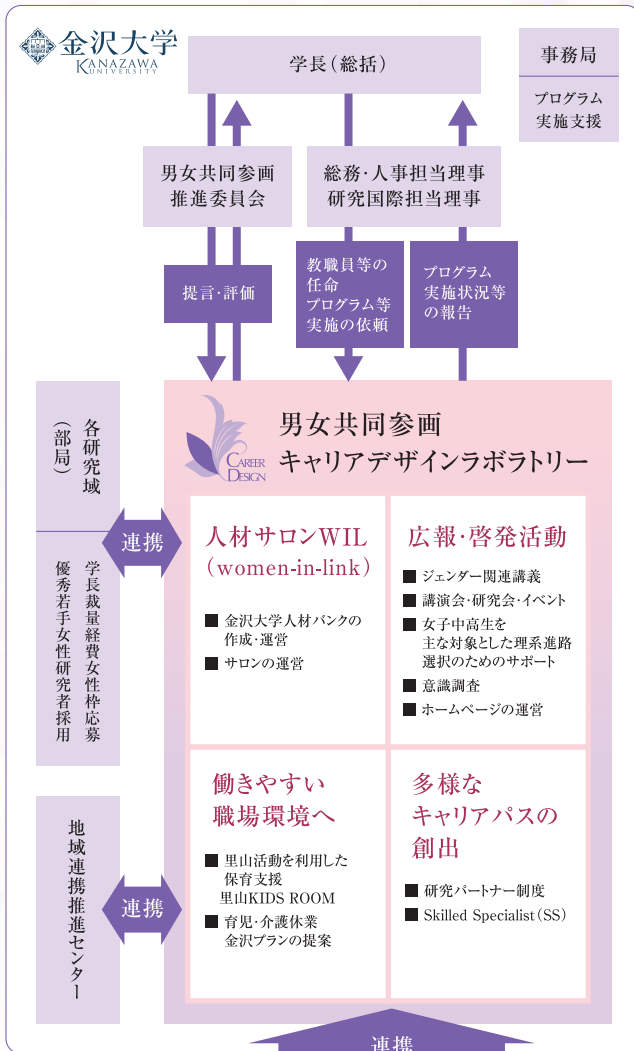 金沢大学
KANAZAWA
UNIVERSITY
学長（総括）
事務局
プログラム
実施支援
男女共同参画
推進委員会
総務・人事担当理事
研究国際担当理事
提言・評価
教職員等の
任命
プログラム等
実施の依頼
プログラム
実施状況等
の報告
各研究域
（部局）
学長裁量経費女性枠応募
優秀若手女性研究者採用
連携
CAREER
DESIGN
男女共同参画
キャリアデザインラボラトリー
人材サロンWIL
（women-in-link）
■ 金沢大学人材バンクの
作成・運営
■ サロンの運営
広報・啓発活動
■ ジェンダー関連講義
■ 講演会・研究会・イベント
■ 女子中高生を
主な対象とした理系進路
選択のためのサポート
■ 意識調査
■ ホームページの運営
地域連携推進センター
連携
働きやすい
職場環境へ
■ 里山活動を利用した
保育支援
里山KIDS ROOM
■ 育児・介護休業
金沢プランの提案
多様な
キャリアパスの
創出
■ 研究パートナー制度
■ Skilled Specialist（SS）
連携